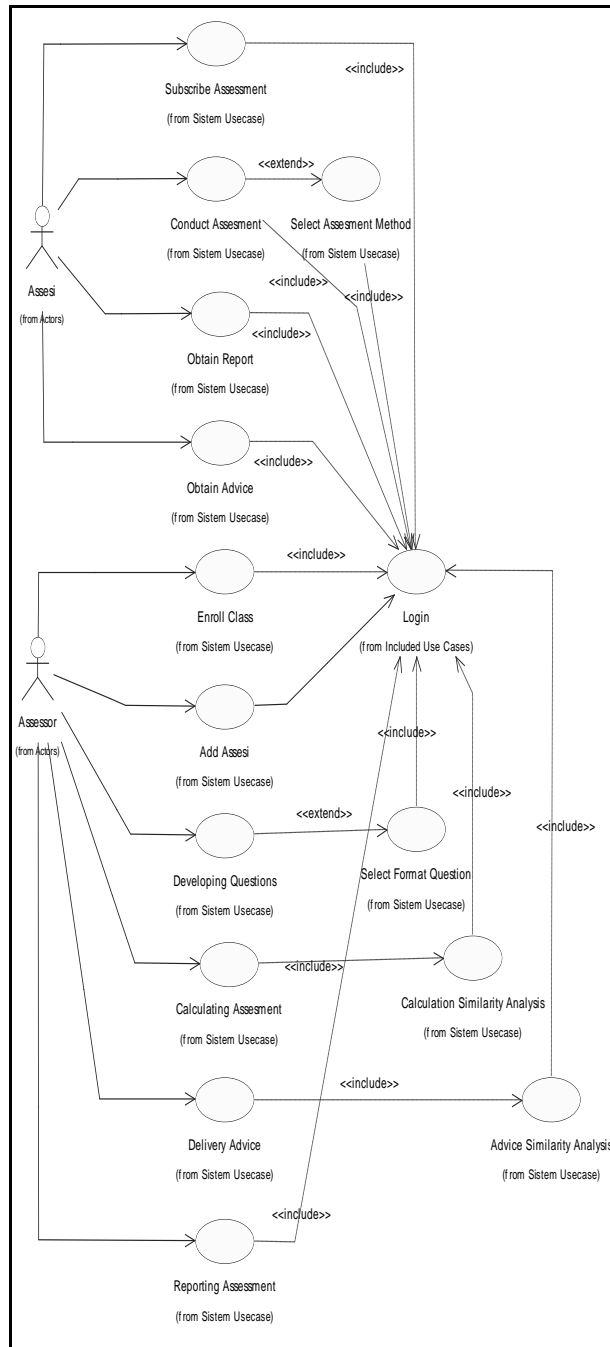 <<include>>
Subscribe Assessment
(from Sistem Usecase)
<<extend>>
Conduct Assesment
(from Sistem Usecase)
Select Assesment Method
(from Sistem Usecase)
Assesi
(from Actors)
<<include>>
<<include>>
Obtain Report
(from Sistem Usecase)
<<include>>
Obtain Advice
(from Sistem Usecase)
<<include>>
Enroll Class
(from Sistem Usecase)
<<include>>
Login
(from Included Use Cases)
Assessor
(from Actors)
Add Assesi
(from Sistem Usecase)
<<include>>
<<extend>>
<<include>>
<<include>>
Developing Questions
(from Sistem Usecase)
Select Format Question
(from Sistem Usecase)
<<include>>
Calculating Assesment
(from Sistem Usecase)
Calculation Similarity Analysis
(from Sistem Usecase)
<<include>>
Delivery Advice
(from Sistem Usecase)
Advice Similarity Analysis
(from Sistem Usecase)
<<include>>
Reporting Assessment
(from Sistem Usecase)